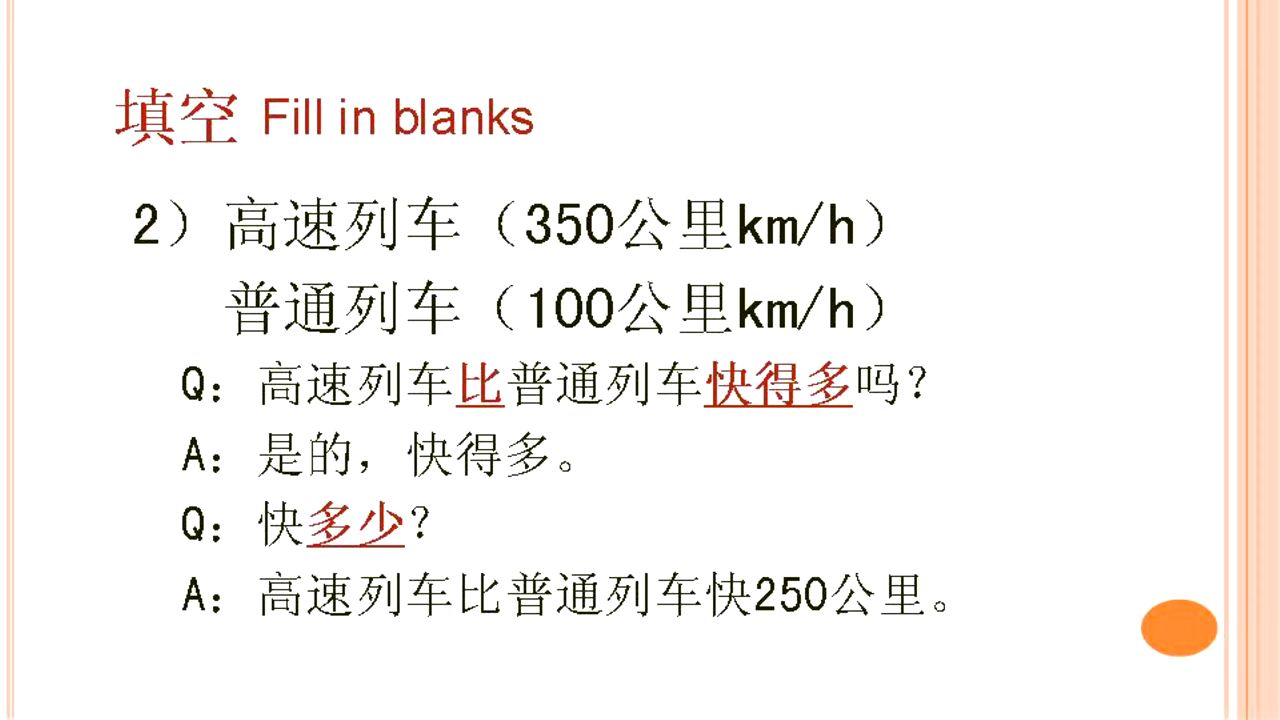 填空 Fill in blanks
2）高速列车（350公里km/h）
普通列车（100公里km/h）
Q：高速列车比普通列车快得多吗？
A：是的，快得多。
Q：快多少？
A：高速列车比普通列车快250公里。